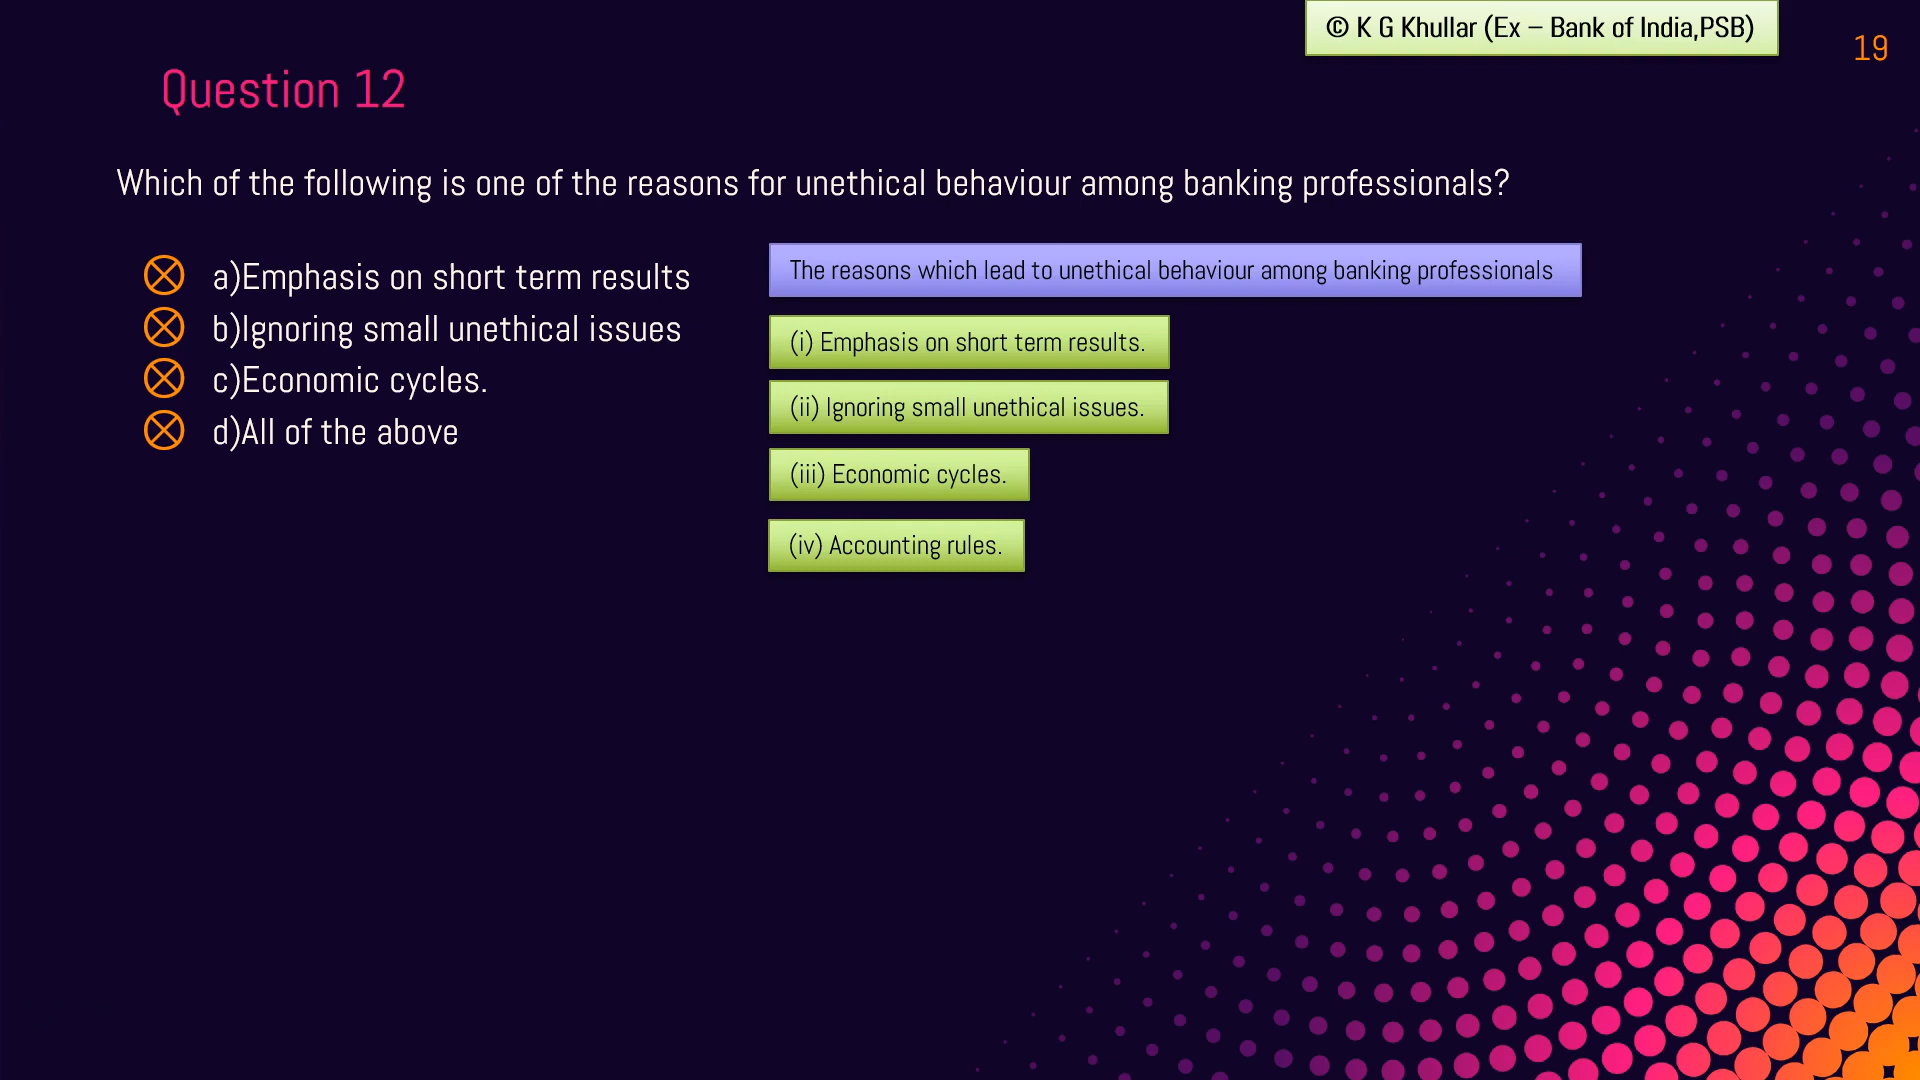 © K G Khullar (Ex – Bank of India,PSB)
19
Question 12
Which of the following is one of the reasons for unethical behaviour among banking professionals?
a)Emphasis on short term results
b)Ignoring small unethical issues
c)Economic cycles.
d)All of the above
The reasons which lead to unethical behaviour among banking professionals
(i) Emphasis on short term results.
(ii) Ignoring small unethical issues.
(iii) Economic cycles.
(iv) Accounting rules.